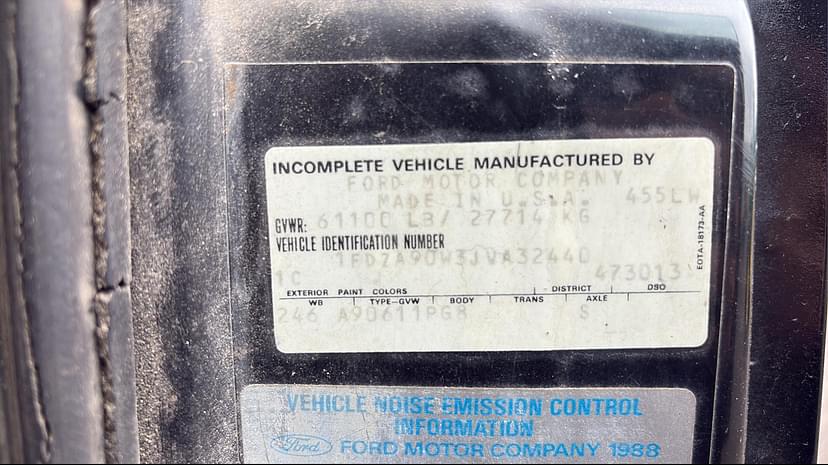 INCOMPLETE VEHICLE MANUFACTURED BY
FORD MOTOR COMPANY
MADE IN U.S.A. 455LW
GVWR: 61100 LB/ 27714 KG
VEHICLE IDENTIFICATION NUMBER
1FDZA90W3JVA32440
1C J 473013
EXTERIOR PAINT COLORS DISTRICT DSO
WB TYPE-GVW BODY TRANS AXLE
246 A90611PG8 S
EOTA-18173-AA
VEHICLE NOISE EMISSION CONTROL
INFORMATION
Ford FORD MOTOR COMPANY 1988